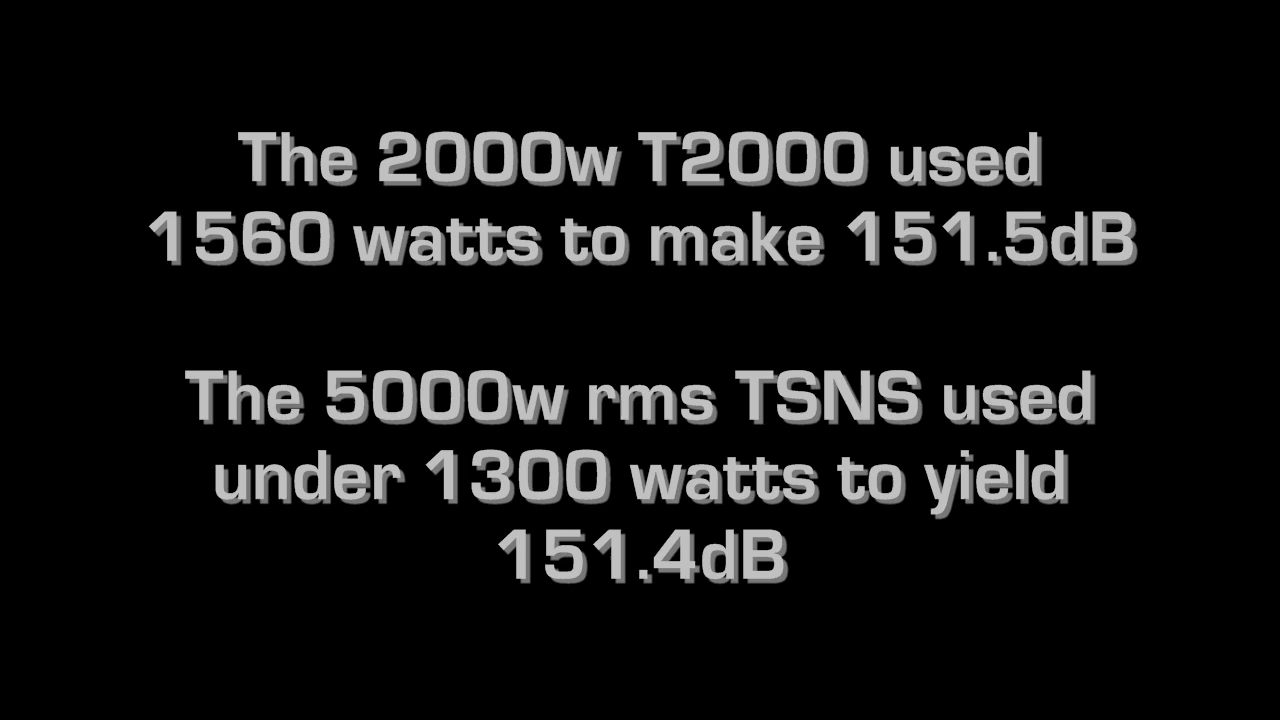 The 2000w T2000 used
1560 watts to make 151.5dB
The 5000w rms TSNS used
under 1300 watts to yield
151.4dB